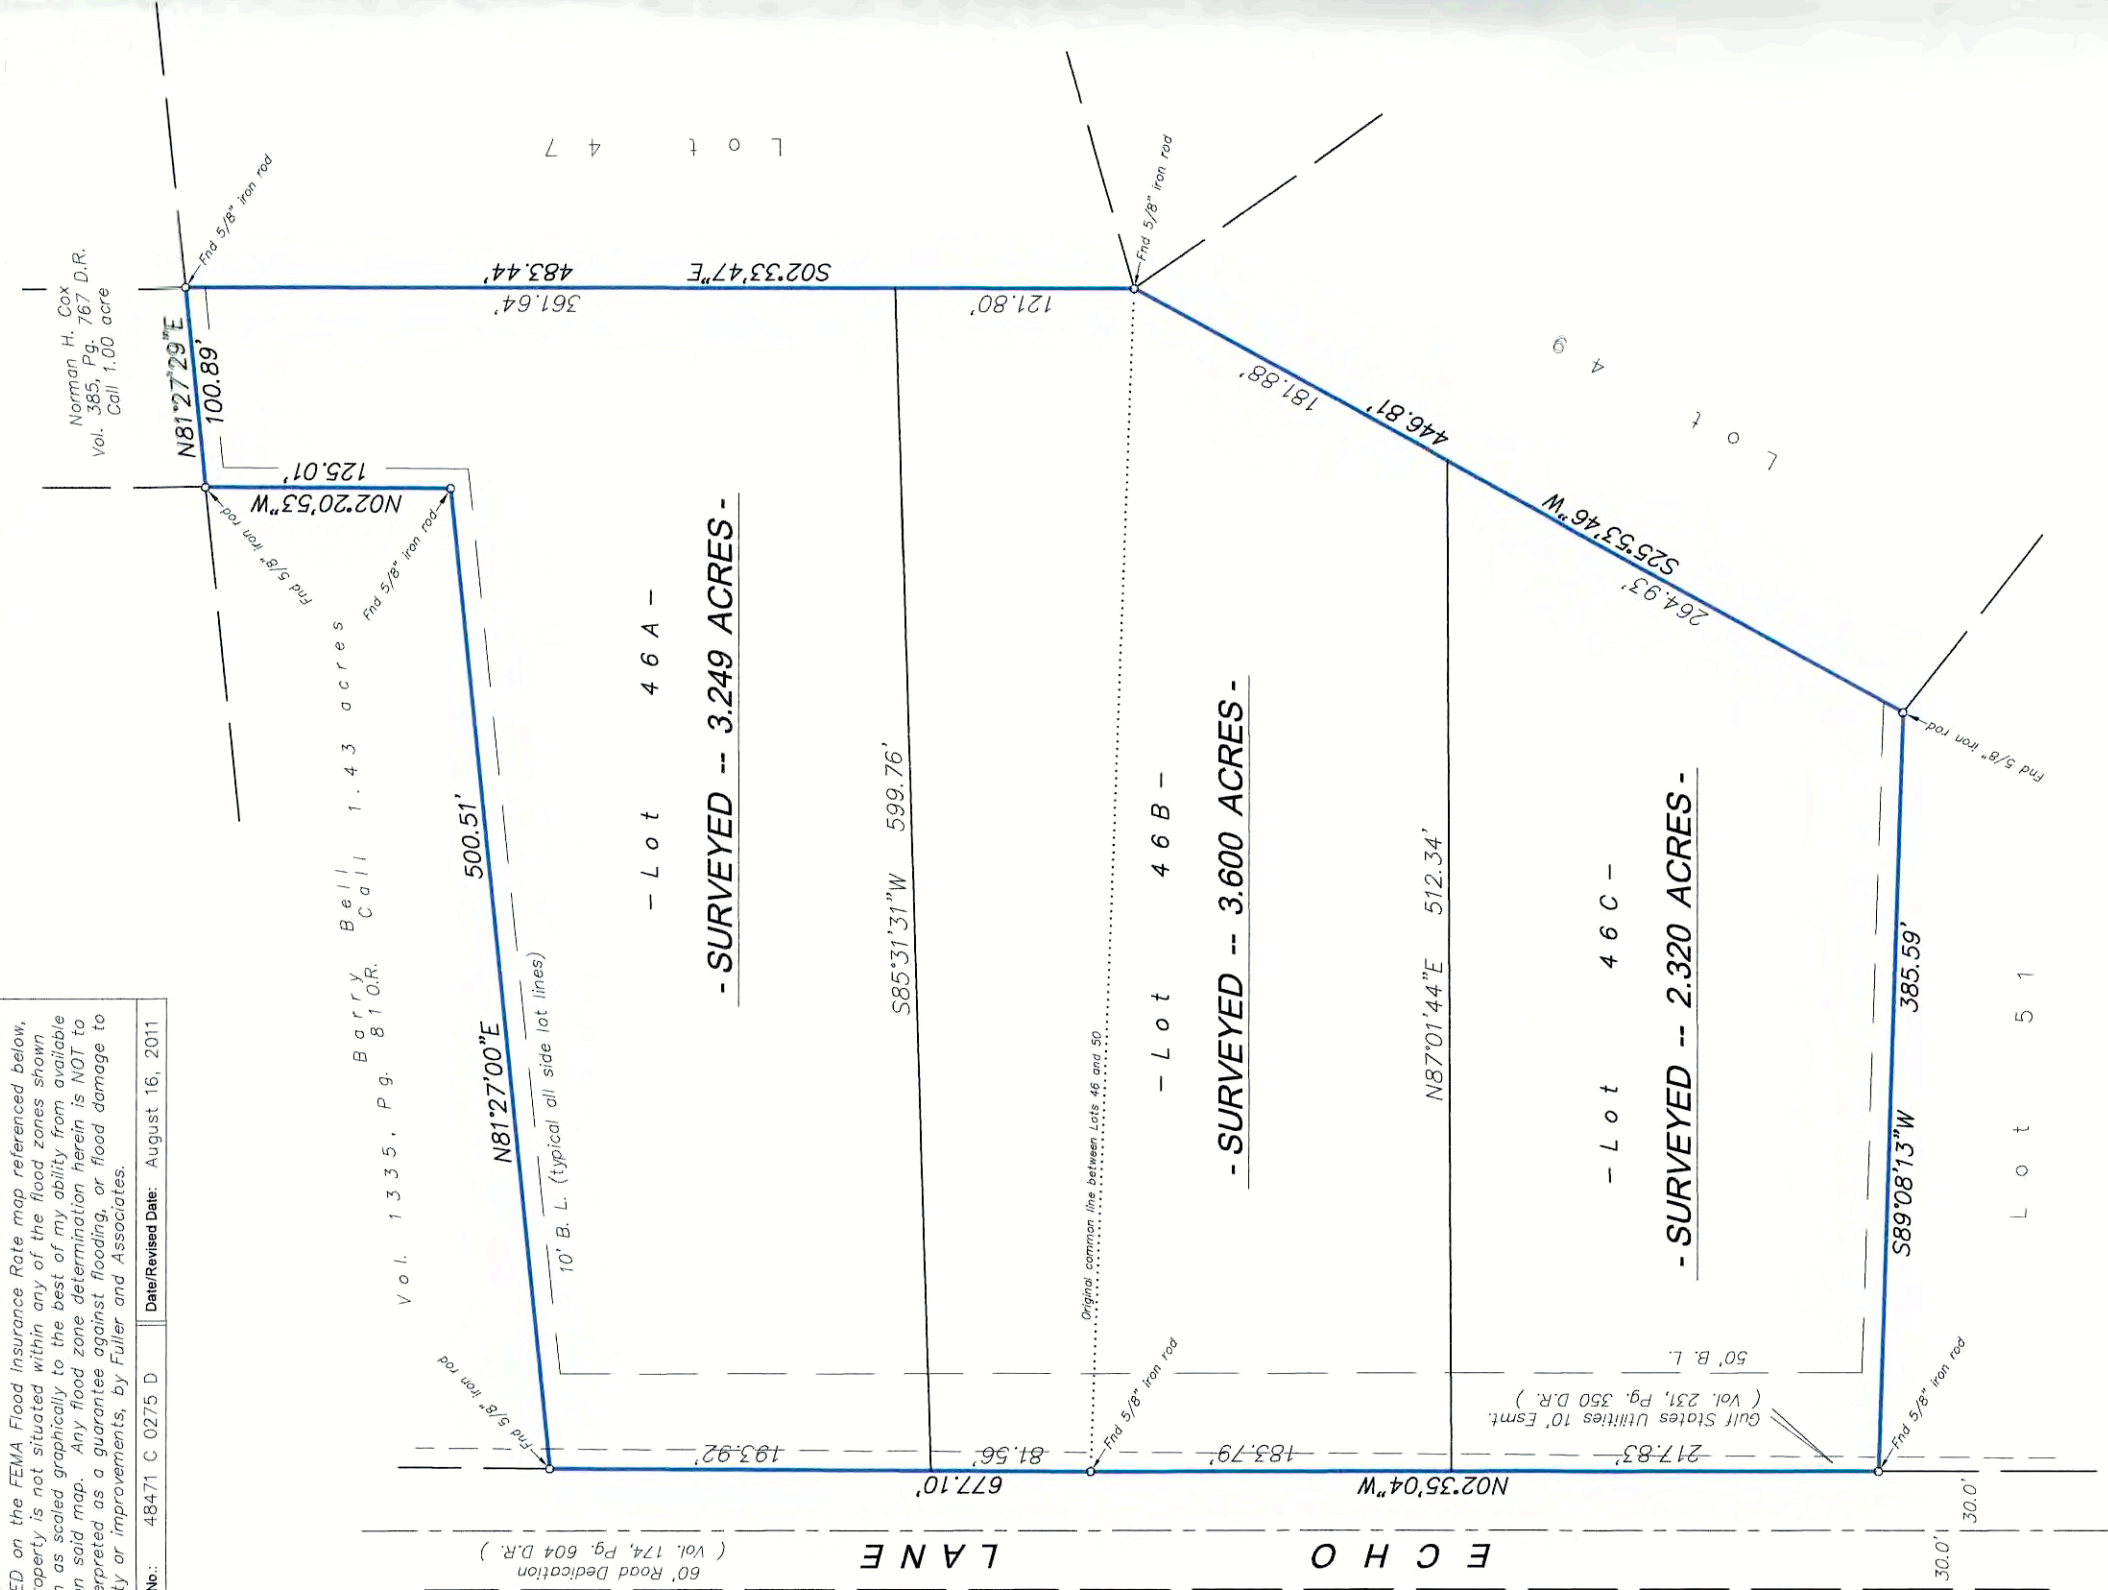 ED on the FEMA Flood Insurance Rate map referenced below,
operty is not situated within any of the flood zones shown
n as scaled graphically to the best of my ability from available
n said map. Any flood zone determination herein is NOT to
erpreted as a guarantee against flooding, or flood damage to
ty or improvements, by Fuller and Associates.
No.: 48471 C 0275 D Date/Revised Date: August 16, 2011
Norman H. Cox
Vol. 385, Pg. 767 D.R.
Call 1.00 acre
N81°27'29"E
100.89'
Fnd 5/8" iron rod
N02°20'53"W
125.01'
Fnd 5/8" iron rod
Fnd 5/8" iron rod
Barry Bell
Vol. 1335, Pg. 81 O.R. Call 1.43 acres
N81°27'00"E 500.51'
10' B. L. (typical all side lot lines)
Fnd 5/8" iron rod
Lot 47
S02°33'47"E 483.44'
361.64'
121.80'
Fnd 5/8" iron rod
- Lot 46A -
- SURVEYED -- 3.249 ACRES -
S85°31'31"W 599.76'
Original common line between Lots 46 and 50
- Lot 46B -
- SURVEYED -- 3.600 ACRES -
N87°01'44"E 512.34'
- Lot 46C -
- SURVEYED -- 2.320 ACRES -
Lot 49
181.88'
446.81'
S25°53'46"W
264.93'
Fnd 5/8" iron rod
S89°08'13"W 385.59'
Lot 51
50' B. L.
Gulf States Utilities 10' Esmt.
( Vol. 231, Pg. 350 D.R. )
193.92'
81.56'
183.79'
217.83'
Fnd 5/8" iron rod
Fnd 5/8" iron rod
N02°35'04"W 677.10'
30.0'
30.0'
ECHO LANE
60' Road Dedication
( Vol. 174, Pg. 604 D.R. )